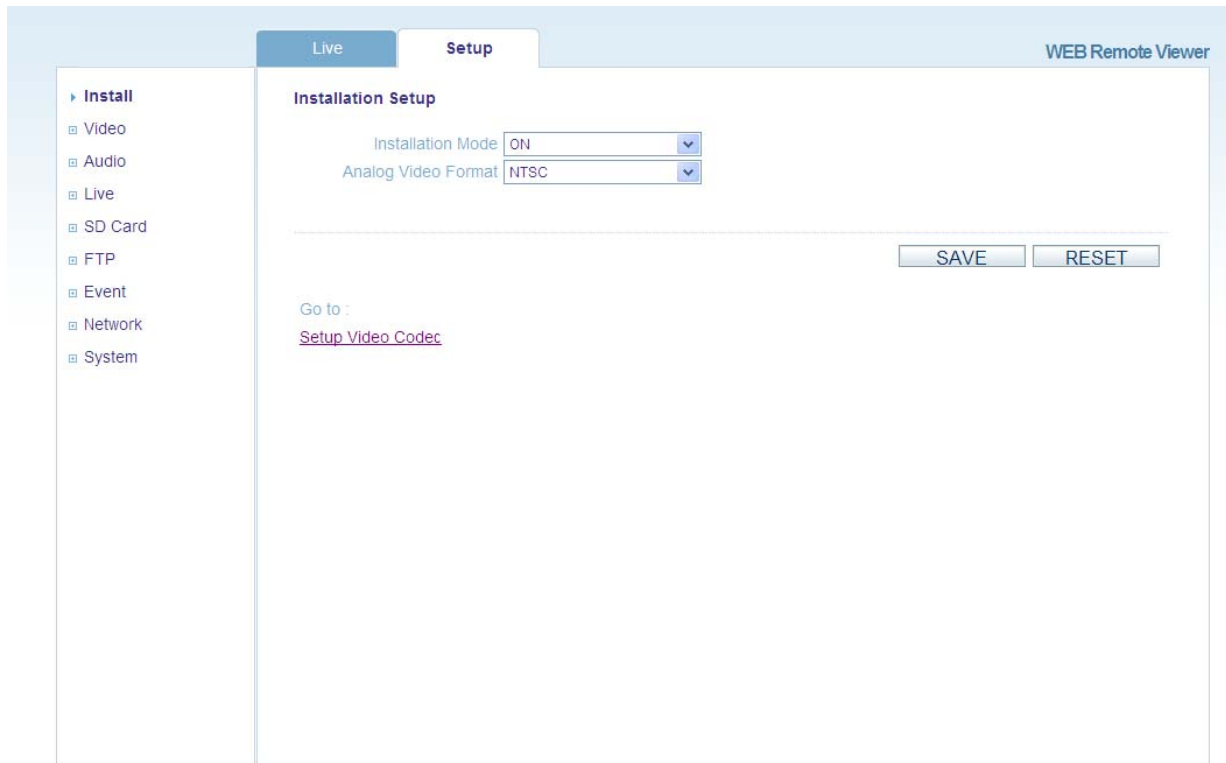 Live
Setup
WEB Remote Viewer
Install
Video
Audio
Live
SD Card
FTP
Event
Network
System
Installation Setup
Installation Mode ON
Analog Video Format NTSC
SAVE
RESET
Go to :
Setup Video Codec